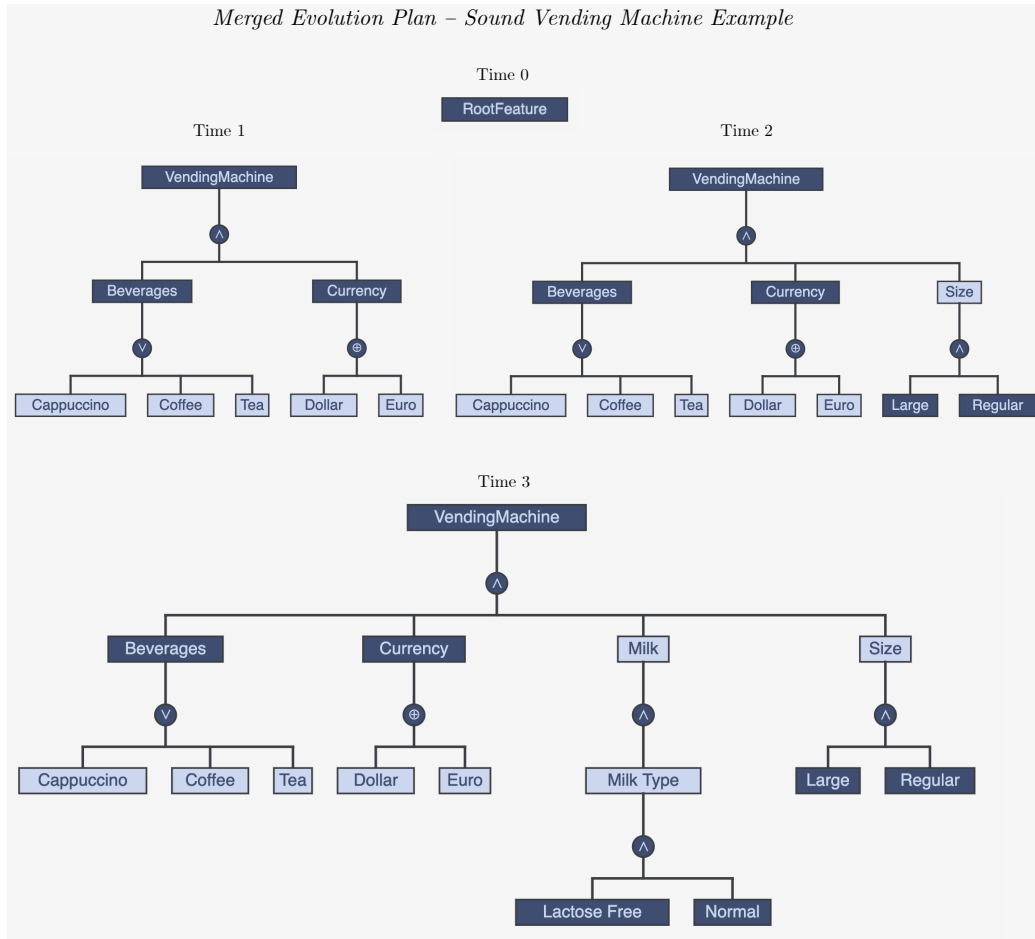 Merged Evolution Plan – Sound Vending Machine Example
Time 0
RootFeature
Time 1
VendingMachine
∧
Beverages Currency
∨ ⊕
Cappuccino Coffee Tea Dollar Euro
Time 2
VendingMachine
∧
Beverages Currency Size
∨ ⊕ ∧
Cappuccino Coffee Tea Dollar Euro Large Regular
Time 3
VendingMachine
∧
Beverages Currency Milk Size
∨ ⊕ ∧ ∧
Cappuccino Coffee Tea Dollar Euro Milk Type Large Regular
∧
Lactose Free Normal